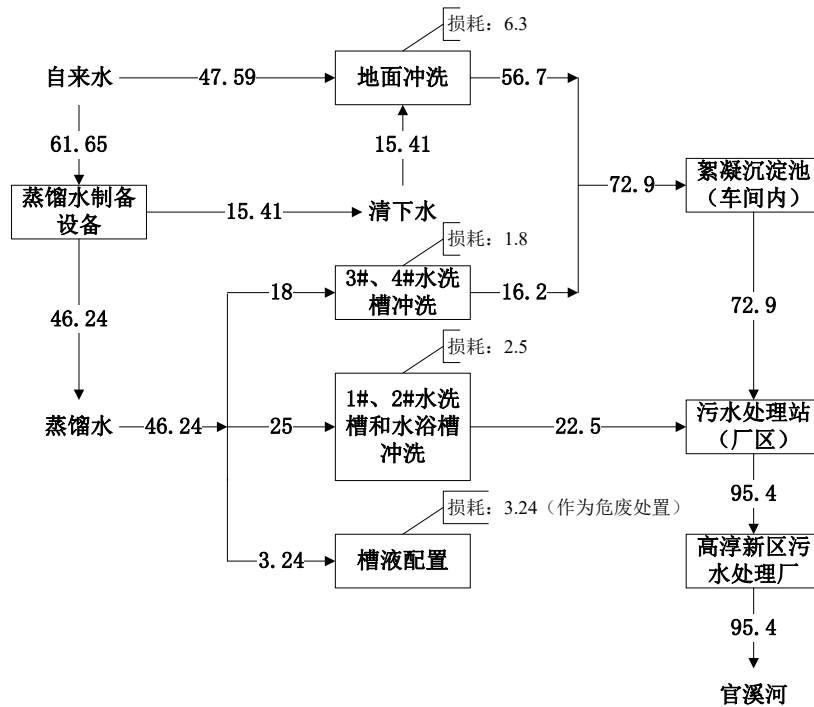 损耗：6.3
自来水
47.59
地面冲洗
56.7
61.65
15.41
蒸馏水制备
设备
15.41
清下水
72.9
絮凝沉淀池
（车间内）
损耗：1.8
18
3#、4#水洗
槽冲洗
16.2
46.24
72.9
损耗：2.5
蒸馏水
46.24
25
1#、2#水洗
槽和水浴槽
冲洗
22.5
污水处理站
（厂区）
损耗：3.24（作为危废处置）
95.4
3.24
槽液配置
高淳新区污
水处理厂
95.4
官溪河